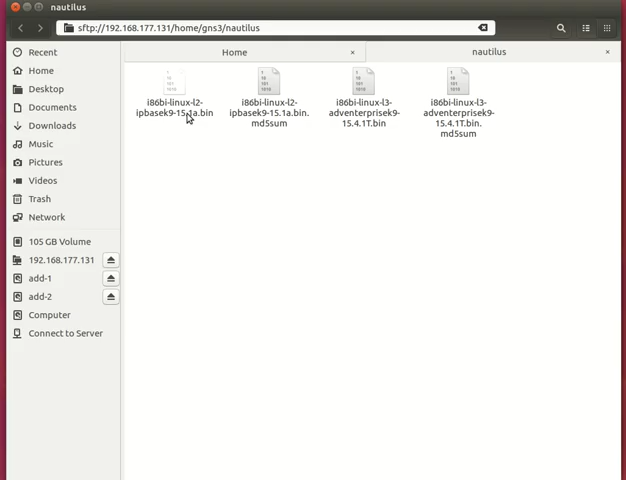 nautilus
sftp://192.168.177.131/home/gns3/nautilus
Home
nautilus
Recent
Home
Desktop
Documents
Downloads
Music
Pictures
Videos
Trash
Network
105 GB Volume
192.168.177.131
add-1
add-2
Computer
Connect to Server
i86bi-linux-l2-
ipbasek9-15.1a.bin
i86bi-linux-l2-
ipbasek9-15.1a.bin.
md5sum
i86bi-linux-l3-
adventerprisek9-
15.4.1T.bin
i86bi-linux-l3-
adventerprisek9-
15.4.1T.bin.
md5sum